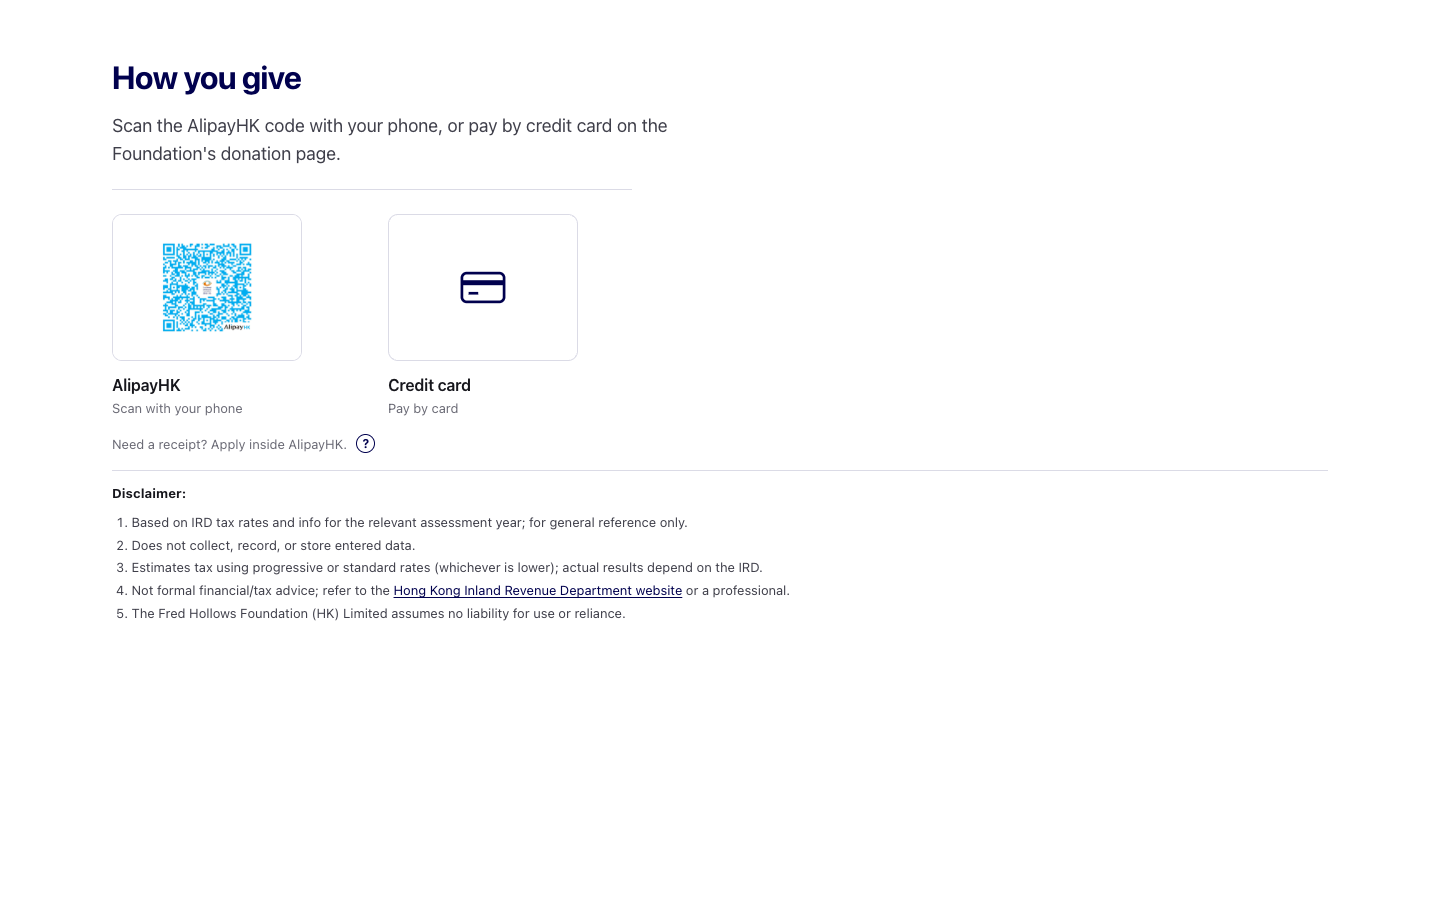 How you give
Scan the AlipayHK code with your phone, or pay by credit card on the
Foundation's donation page.
AlipayHK
AlipayHK
Scan with your phone
Credit card
Pay by card
Need a receipt? Apply inside AlipayHK. ?
Disclaimer:
1. Based on IRD tax rates and info for the relevant assessment year; for general reference only.
2. Does not collect, record, or store entered data.
3. Estimates tax using progressive or standard rates (whichever is lower); actual results depend on the IRD.
4. Not formal financial/tax advice; refer to the Hong Kong Inland Revenue Department website or a professional.
5. The Fred Hollows Foundation (HK) Limited assumes no liability for use or reliance.